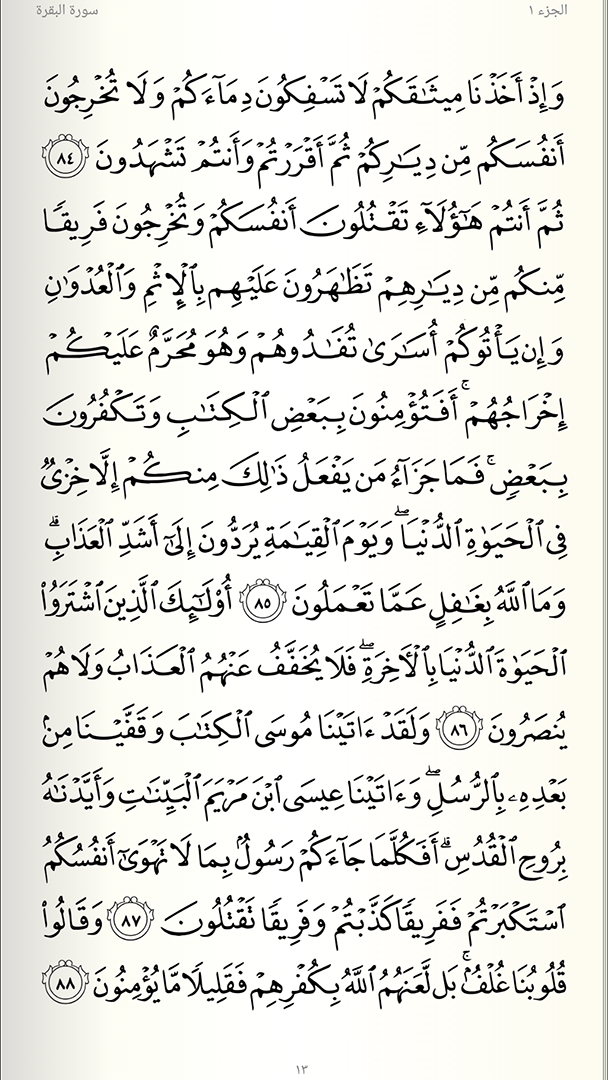 الجزء ١
سورة البقرة
وَإِذْ أَخَذْنَا مِيثَٰقَكُمْ لَا تَسْفِكُونَ دِمَآءَكُمْ وَلَا تُخْرِجُونَ
أَنفُسَكُم مِّن دِيَٰرِكُمْ ثُمَّ أَقْرَرْتُمْ وَأَنتُمْ تَشْهَدُونَ ٨٤
ثُمَّ أَنتُمْ هَٰٓؤُلَآءِ تَقْتُلُونَ أَنفُسَكُمْ وَتُخْرِجُونَ فَرِيقًا
مِّنكُم مِّن دِيَٰرِهِمْ تَظَٰهَرُونَ عَلَيْهِم بِٱلْإِثْمِ وَٱلْعُدْوَٰنِ
وَإِن يَأْتُوكُمْ أُسَٰرَىٰ تُفَٰدُوهُمْ وَهُوَ مُحَرَّمٌ عَلَيْكُمْ
إِخْرَاجُهُمْ ۚ أَفَتُؤْمِنُونَ بِبَعْضِ ٱلْكِتَٰبِ وَتَكْفُرُونَ
بِبَعْضٍ ۚ فَمَا جَزَآءُ مَن يَفْعَلُ ذَٰلِكَ مِنكُمْ إِلَّا خِزْىٌ
فِى ٱلْحَيَوٰةِ ٱلدُّنْيَا ۖ وَيَوْمَ ٱلْقِيَٰمَةِ يُرَدُّونَ إِلَىٰٓ أَشَدِّ ٱلْعَذَابِ ۗ
وَمَا ٱللَّهُ بِغَٰفِلٍ عَمَّا تَعْمَلُونَ ٨٥ أُو۟لَٰٓئِكَ ٱلَّذِينَ ٱشْتَرَوُا۟
ٱلْحَيَوٰةَ ٱلدُّنْيَا بِٱلْأَخِرَةِ ۖ فَلَا يُخَفَّفُ عَنْهُمُ ٱلْعَذَابُ وَلَا هُمْ
يُنصَرُونَ ٨٦ وَلَقَدْ ءَاتَيْنَا مُوسَى ٱلْكِتَٰبَ وَقَفَّيْنَا مِنۢ
بَعْدِهِۦ بِٱلرُّسُلِ ۖ وَءَاتَيْنَا عِيسَى ٱبْنَ مَرْيَمَ ٱلْبَيِّنَٰتِ وَأَيَّدْنَٰهُ
بِرُوحِ ٱلْقُدُسِ ۗ أَفَكُلَّمَا جَآءَكُمْ رَسُولٌۢ بِمَا لَا تَهْوَىٰٓ أَنفُسُكُمُ
ٱسْتَكْبَرْتُمْ فَفَرِيقًا كَذَّبْتُمْ وَفَرِيقًا تَقْتُلُونَ ٨٧ وَقَالُوا۟
قُلُوبُنَا غُلْفٌۢ ۚ بَل لَّعَنَهُمُ ٱللَّهُ بِكُفْرِهِمْ فَقَلِيلًا مَّا يُؤْمِنُونَ ٨٨
١٣